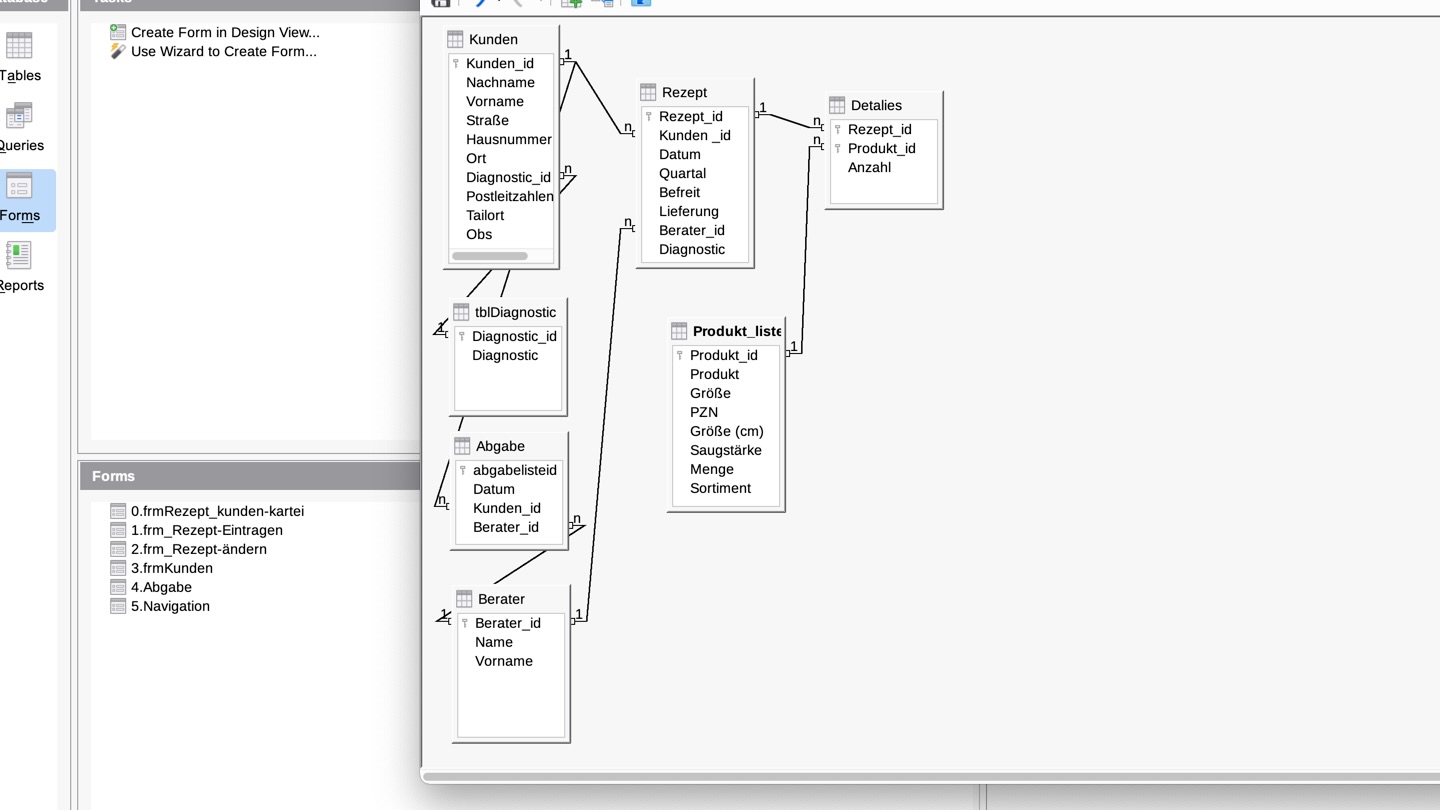 Tasks
Create Form in Design View...
Use Wizard to Create Form...
Tables
Queries
Forms
Reports
Forms
0.frmRezept_kunden-kartei
1.frm_Rezept-Eintragen
2.frm_Rezept-ändern
3.frmKunden
4.Abgabe
5.Navigation
Kunden
Kunden_id
Nachname
Vorname
Straße
Hausnummer
Ort
Diagnostic_id
Postleitzahlen
Tailort
Obs
1
n
tblDiagnostic
1
Diagnostic_id
Diagnostic
Abgabe
abgabelisteid
Datum
Kunden_id
Berater_id
n
n
Berater
1
1
Berater_id
Name
Vorname
Rezept
n
n
1
Rezept_id
Kunden _id
Datum
Quartal
Befreit
Lieferung
Berater_id
Diagnostic
Detalies
n
n
Rezept_id
Produkt_id
Anzahl
Produkt_liste
1
Produkt_id
Produkt
Größe
PZN
Größe (cm)
Saugstärke
Menge
Sortiment